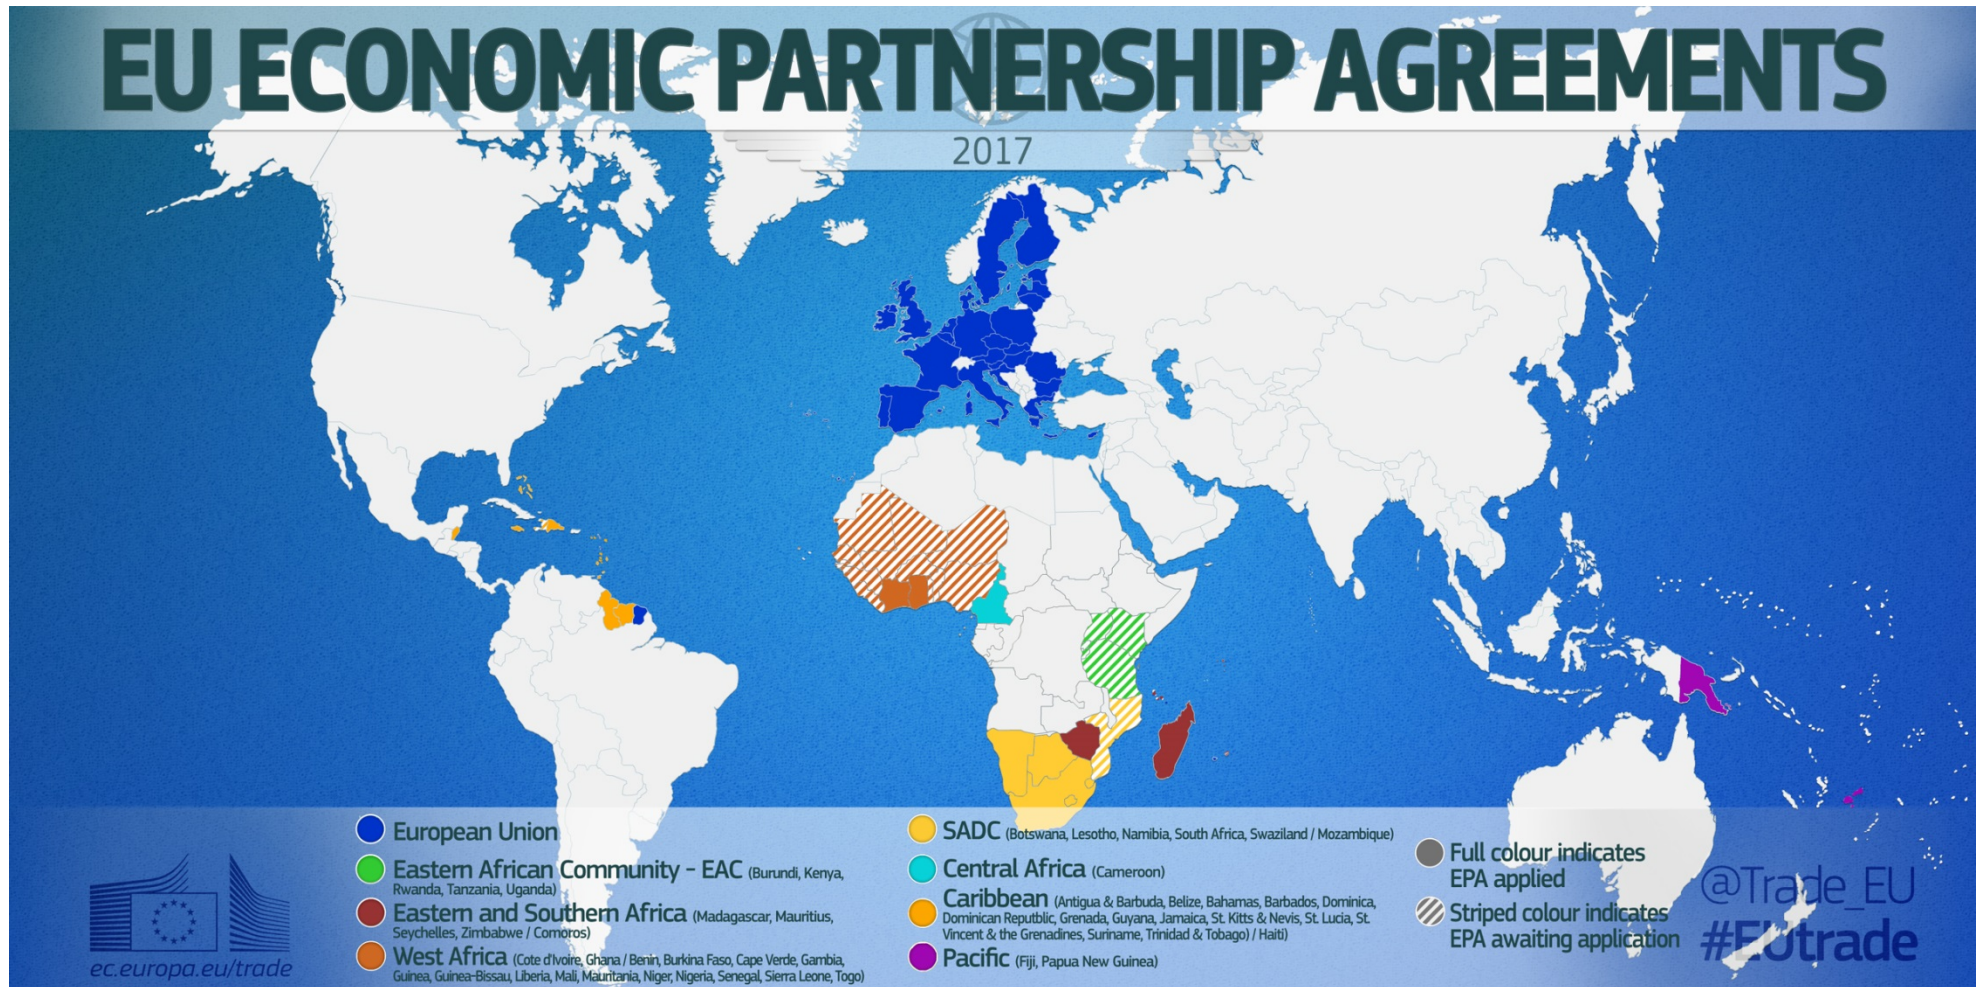 EU ECONOMIC PARTNERSHIP AGREEMENTS
2017
European Union
Eastern African Community - EAC (Burundi, Kenya,
Rwanda, Tanzania, Uganda)
Eastern and Southern Africa (Madagascar, Mauritius,
Seychelles, Zimbabwe / Comoros)
West Africa (Cote d'Ivoire, Ghana / Benin, Burkina Faso, Cape Verde, Gambia,
Guinea, Guinea-Bissau, Liberia, Mali, Mauritania, Niger, Nigeria, Senegal, Sierra Leone, Togo)
SADC (Botswana, Lesotho, Namibia, South Africa, Swaziland / Mozambique)
Central Africa (Cameroon)
Caribbean (Antigua & Barbuda, Belize, Bahamas, Barbados, Dominica,
Dominican Reputblic, Grenada, Guyana, Jamaica, St. Kitts & Nevis, St. Lucia, St.
Vincent & the Grenadines, Suriname, Trinidad & Tobago) / Haiti)
Pacific (Fiji, Papua New Guinea)
Full colour indicates
EPA applied
Striped colour indicates
EPA awaiting application
@Trade_EU
#EUtrade
ec.europa.eu/trade